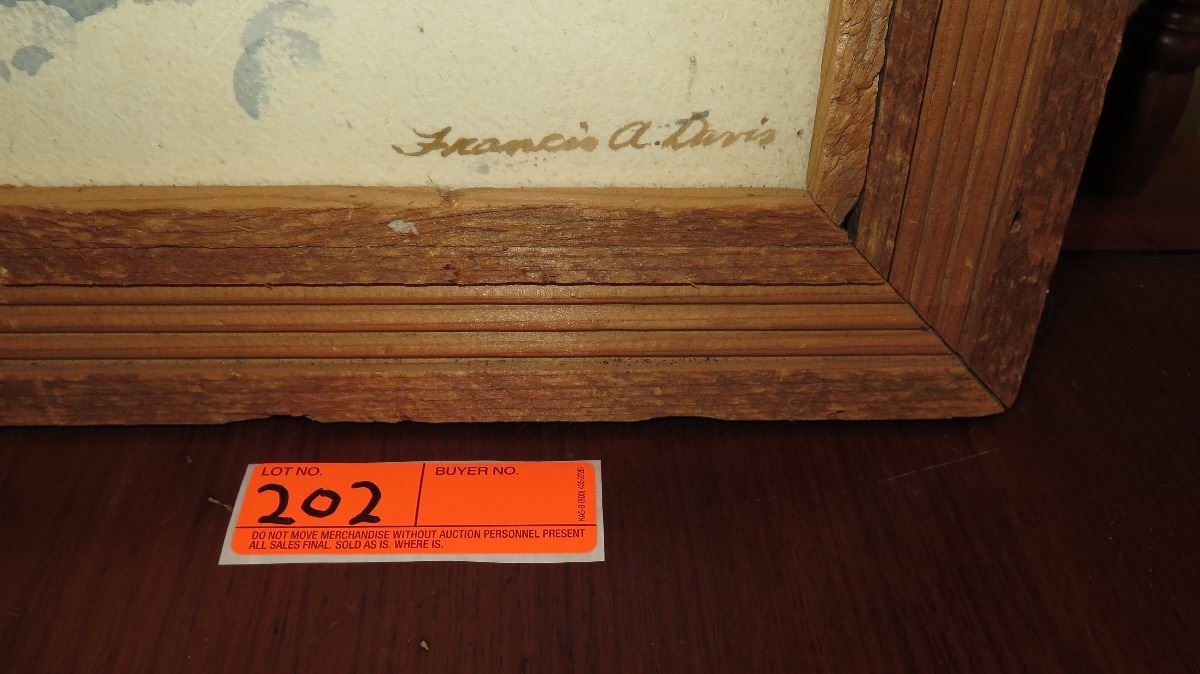 Francis A. Davis
LOT NO.
202
BUYER NO.
DO NOT MOVE MERCHANDISE WITHOUT AUCTION PERSONNEL PRESENT
ALL SALES FINAL. SOLD AS IS. WHERE IS.